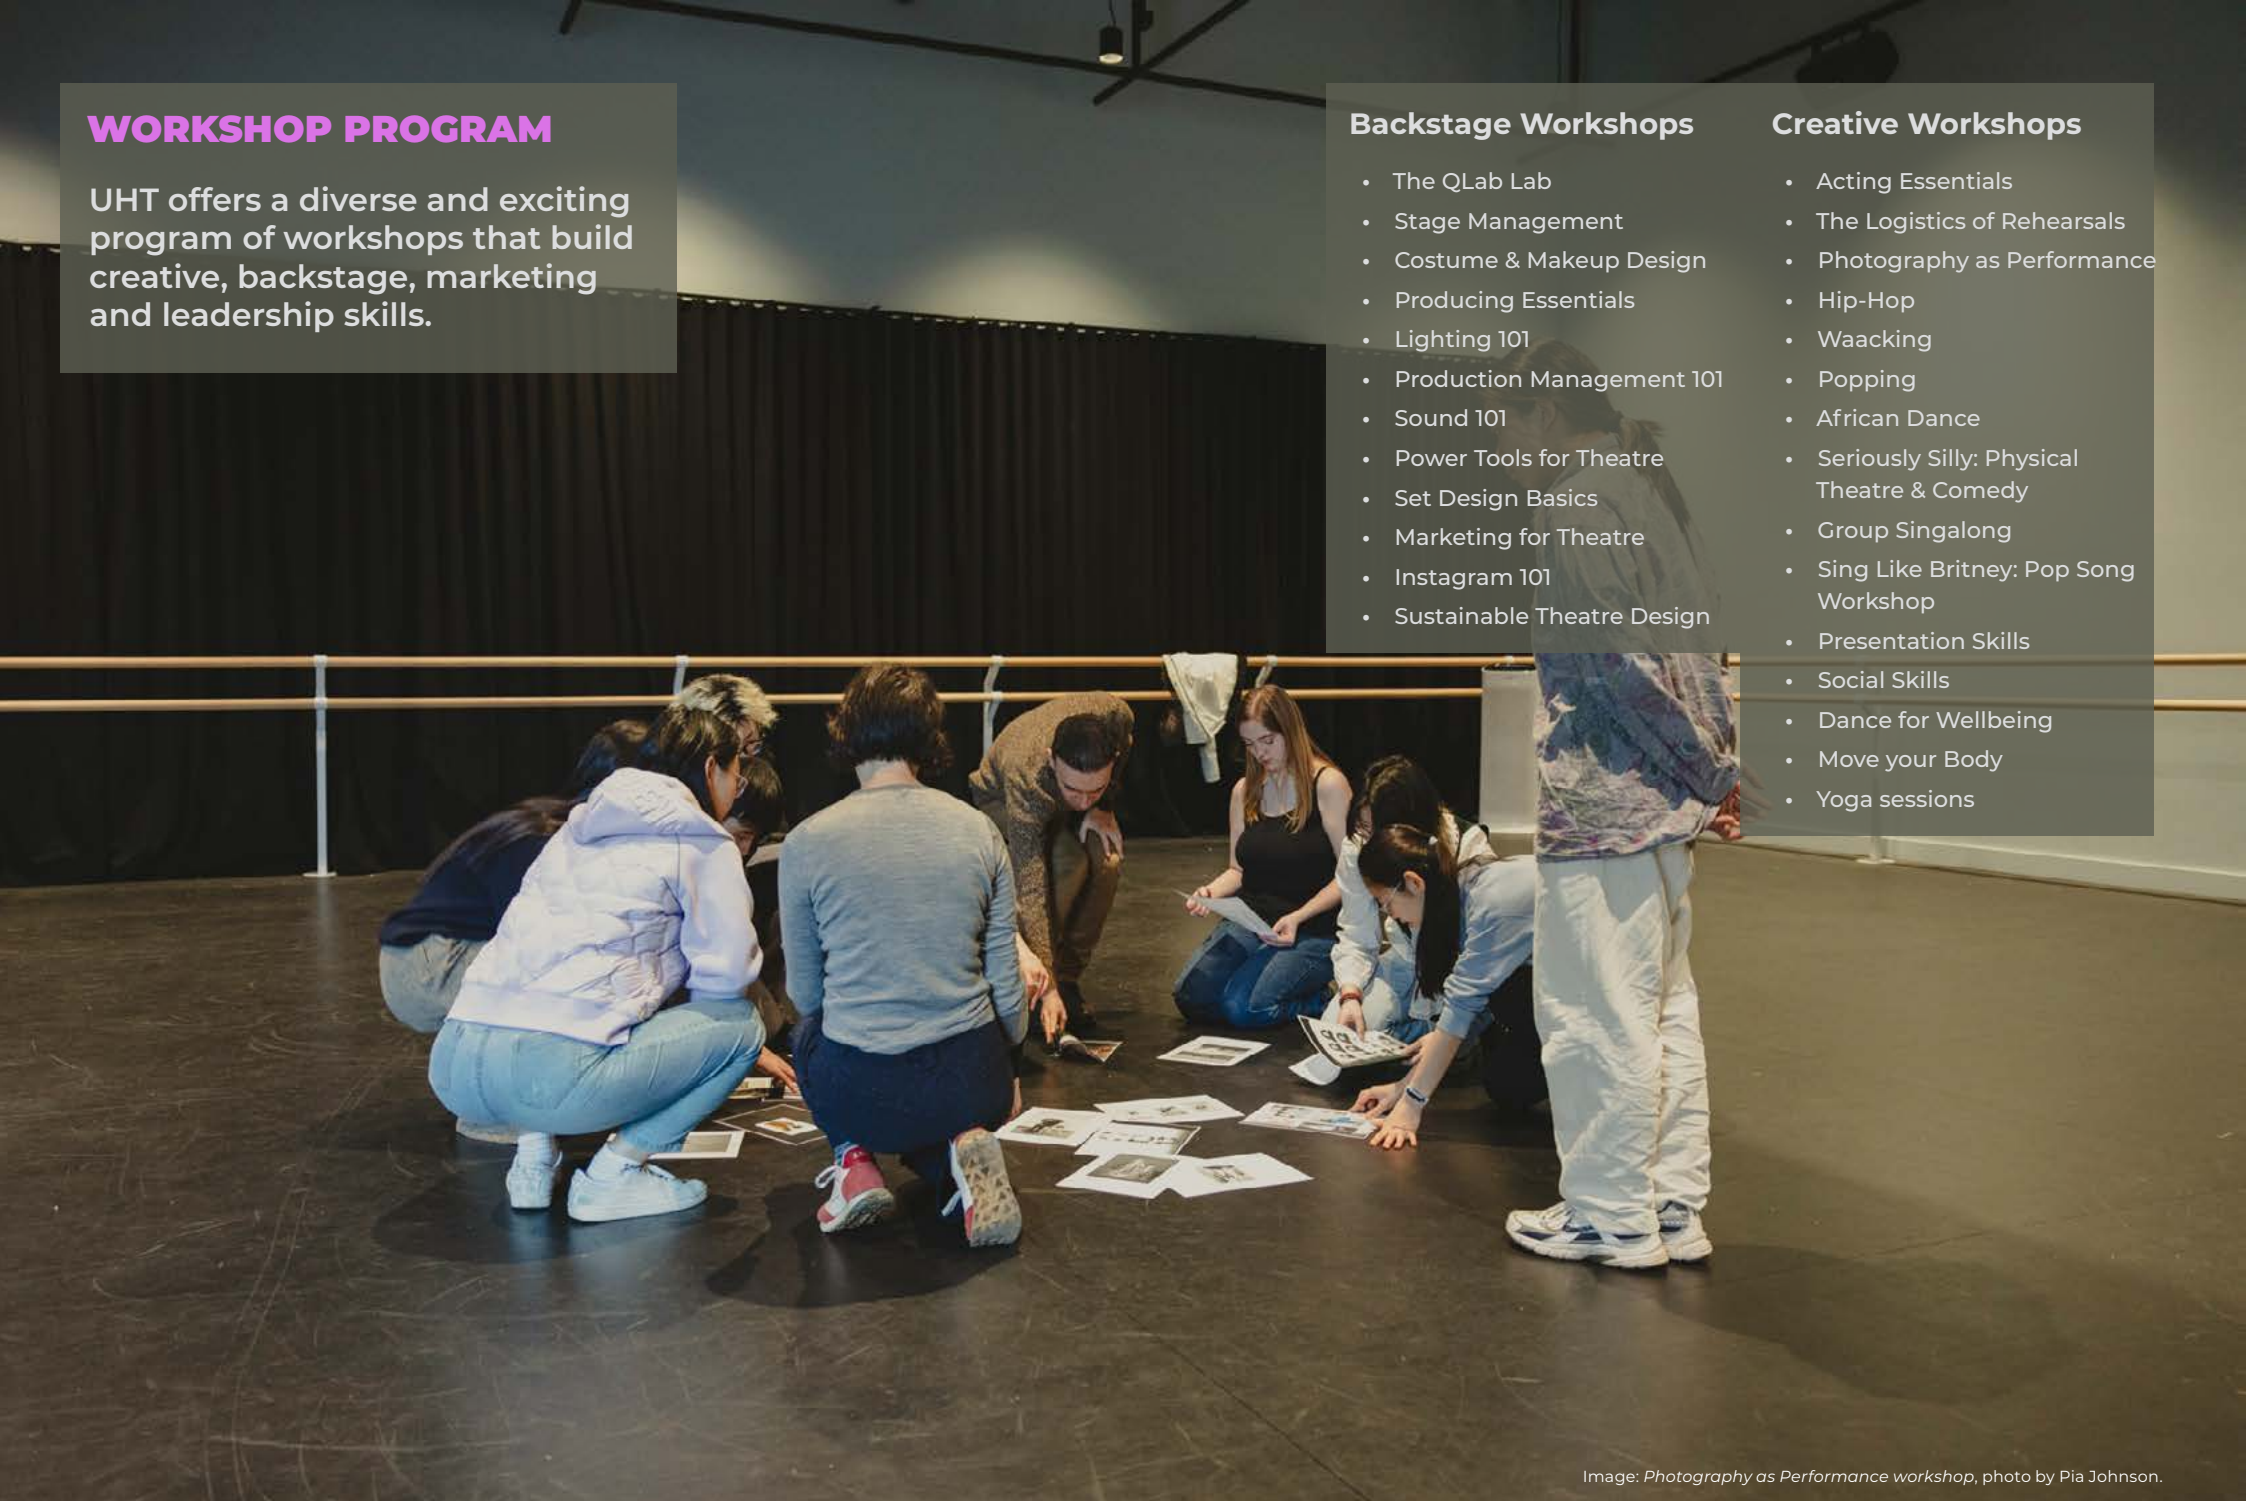 WORKSHOP PROGRAM
UHT offers a diverse and exciting
program of workshops that build
creative, backstage, marketing
and leadership skills.
Backstage Workshops
• The QLab Lab
• Stage Management
• Costume & Makeup Design
• Producing Essentials
• Lighting 101
• Production Management 101
• Sound 101
• Power Tools for Theatre
• Set Design Basics
• Marketing for Theatre
• Instagram 101
• Sustainable Theatre Design
Creative Workshops
• Acting Essentials
• The Logistics of Rehearsals
• Photography as Performance
• Hip-Hop
• Waacking
• Popping
• African Dance
• Seriously Silly: Physical
Theatre & Comedy
• Group Singalong
• Sing Like Britney: Pop Song
Workshop
• Presentation Skills
• Social Skills
• Dance for Wellbeing
• Move your Body
• Yoga sessions
Image: Photography as Performance workshop, photo by Pia Johnson.